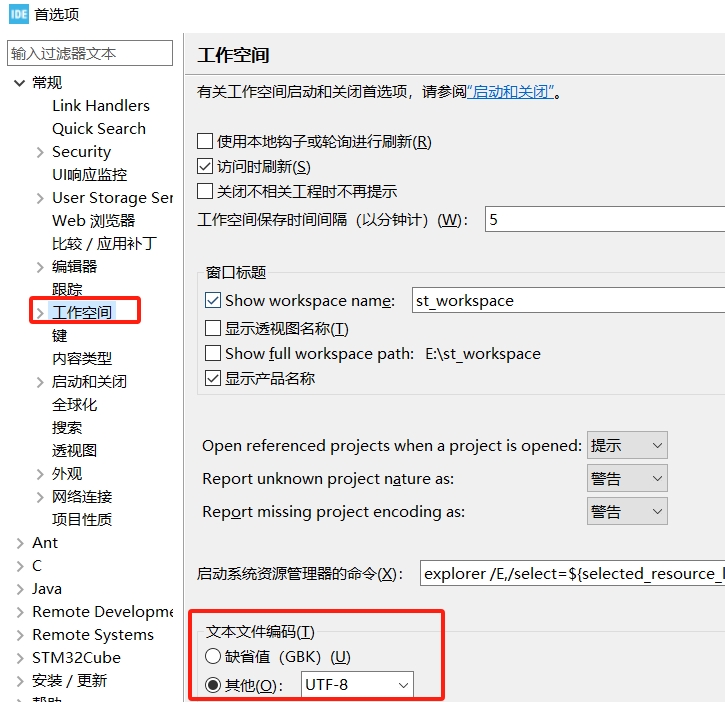 IDE 首选项
输入过滤器文本
常规
Link Handlers
Quick Search
Security
UI响应监控
User Storage Ser
Web 浏览器
比较 / 应用补丁
编辑器
跟踪
工作空间
键
内容类型
启动和关闭
全球化
搜索
透视图
外观
网络连接
项目性质
Ant
C
Java
Remote Developme
Remote Systems
STM32Cube
安装 / 更新
帮助
工作空间
有关工作空间启动和关闭首选项，请参阅“启动和关闭”。
使用本地钩子或轮询进行刷新(R)
访问时刷新(S)
关闭不相关工程时不再提示
工作空间保存时间间隔（以分钟计）(W)： 5
窗口标题
Show workspace name: st_workspace
显示透视图名称(T)
Show full workspace path: E:\st_workspace
显示产品名称
Open referenced projects when a project is opened: 提示
Report unknown project nature as: 警告
Report missing project encoding as: 警告
启动系统资源管理器的命令(X)： explorer /E,/select=${selected_resource_l
文本文件编码(T)
缺省值（GBK）(U)
其他(O)： UTF-8